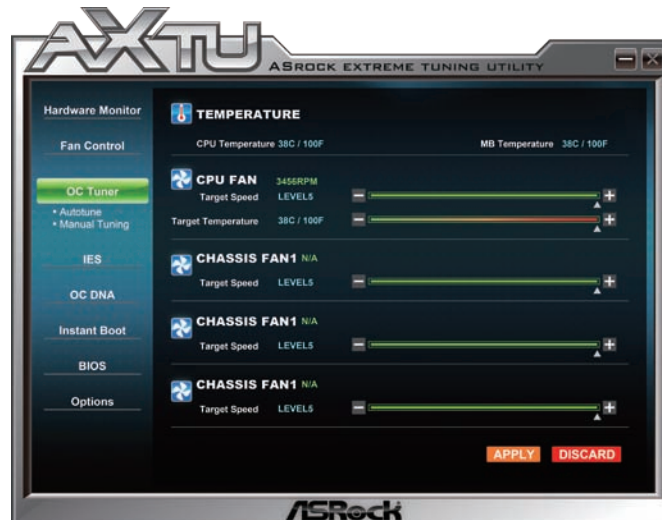 AXTU
ASROCK EXTREME TUNING UTILITY
Hardware Monitor
Fan Control
OC Tuner
• Autotune
• Manual Tuning
IES
OC DNA
Instant Boot
BIOS
Options
TEMPERATURE
CPU Temperature 38C / 100F
MB Temperature 38C / 100F
CPU FAN 3456RPM
Target Speed LEVEL5
Target Temperature 38C / 100F
CHASSIS FAN1 N/A
Target Speed LEVEL5
CHASSIS FAN1 N/A
Target Speed LEVEL5
CHASSIS FAN1 N/A
Target Speed LEVEL5
APPLY DISCARD
ASRock